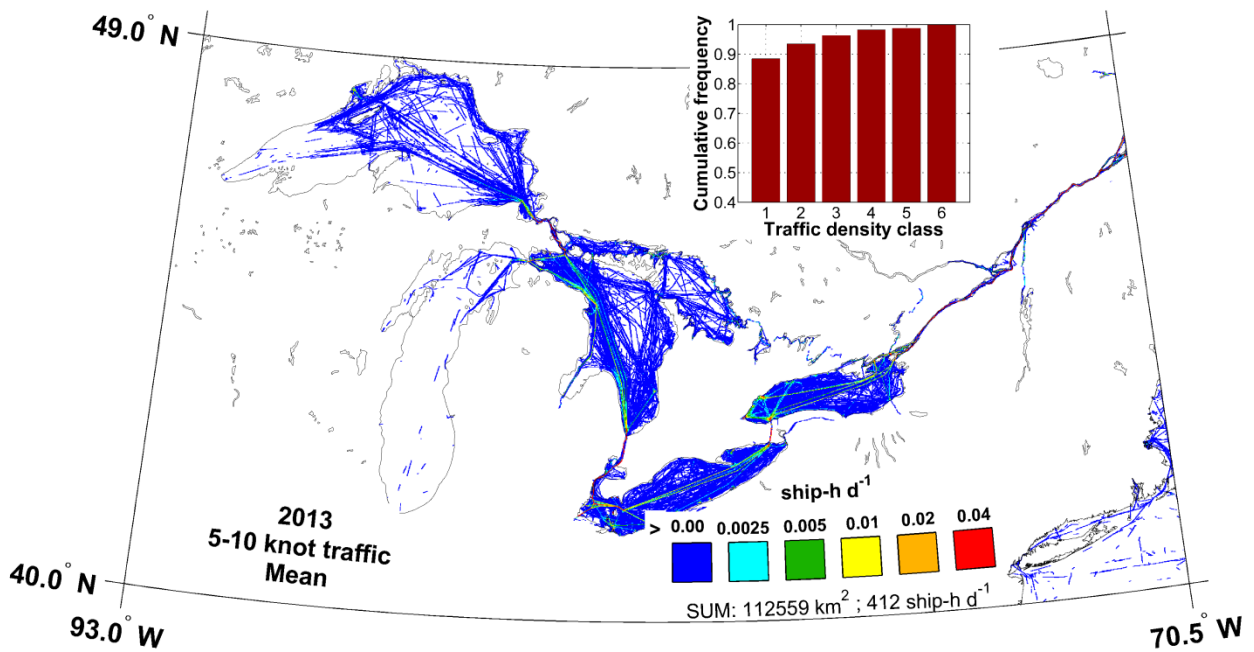 49.0° N
Cumulative frequency
1
0.9
0.8
0.7
0.6
0.5
0.4
1 2 3 4 5 6
Traffic density class
2013
5-10 knot traffic
Mean
ship-h d⁻¹
> 0.00 0.0025 0.005 0.01 0.02 0.04
SUM: 112559 km² ; 412 ship-h d⁻¹
40.0° N
93.0° W
70.5° W